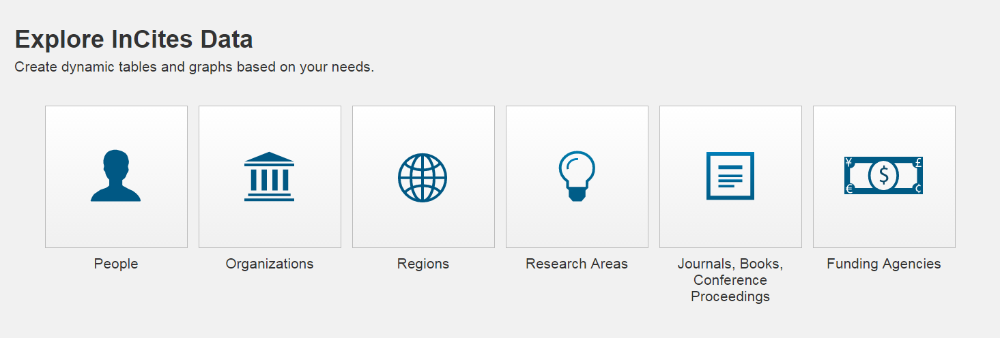 Explore InCites Data
Create dynamic tables and graphs based on your needs.
¥ £
$
€ ¢
People
Organizations
Regions
Research Areas
Journals, Books,
Conference
Proceedings
Funding Agencies